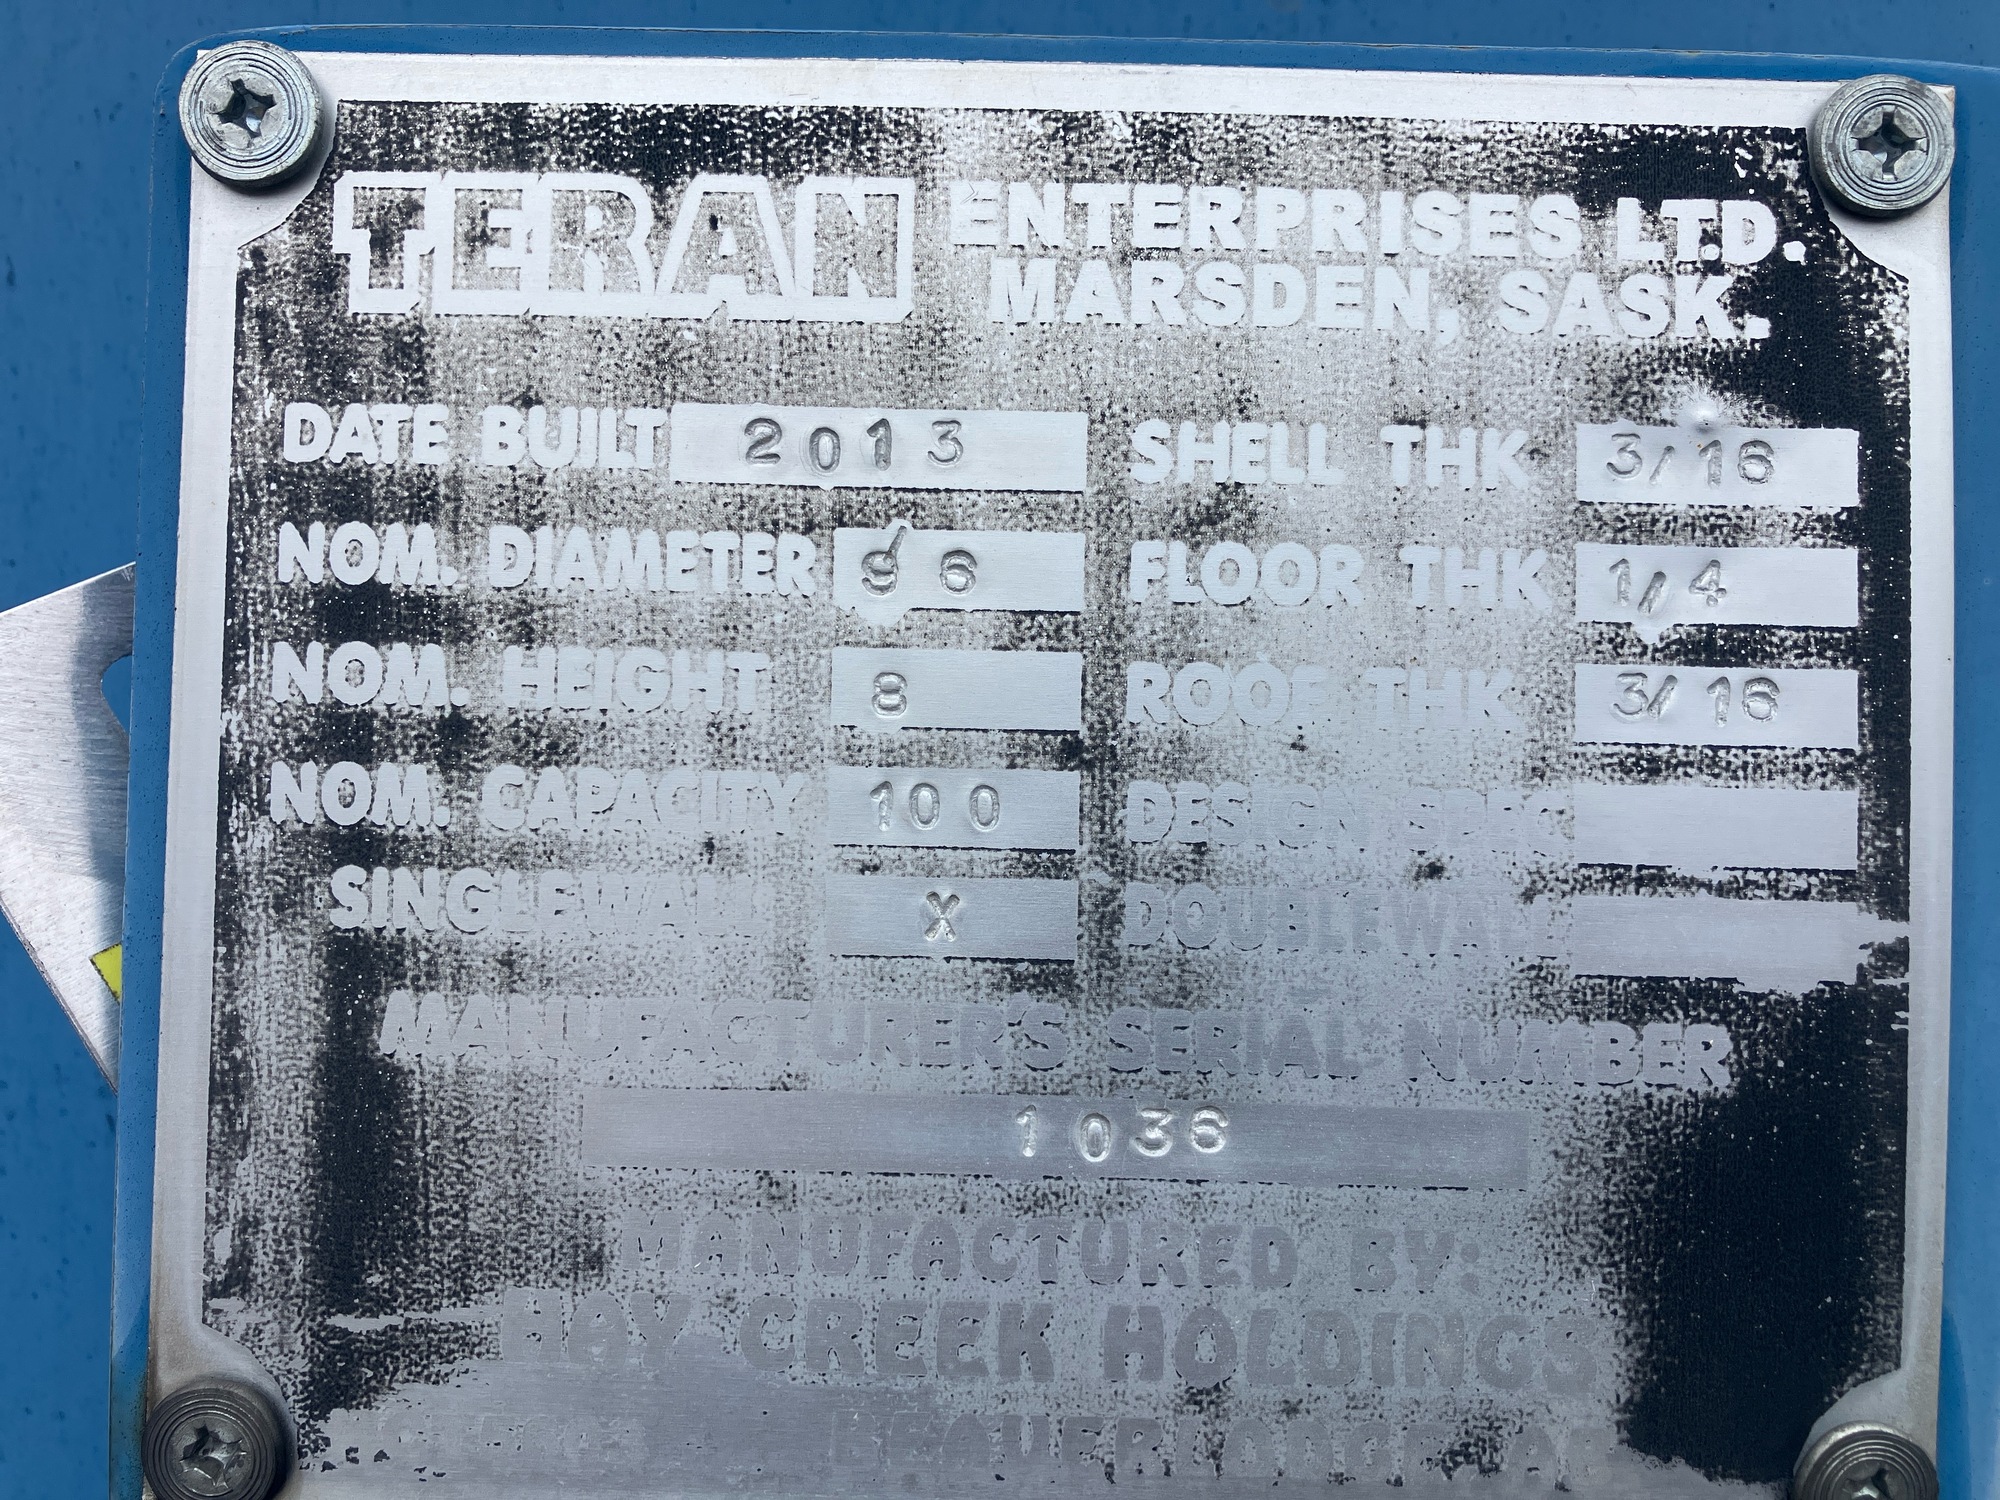 TERAN ENTERPRISES LTD.
MARSDEN, SASK.
DATE BUILT 2013 SHELL THK 3/16
NOM. DIAMETER 96 FLOOR THK 1/4
NOM. HEIGHT 8 ROOF THK 3/16
NOM. CAPACITY 100 DESIGN SPEC
SINGLEWALL X DOUBLEWALL
MANUFACTURER'S SERIAL NUMBER
1036
MANUFACTURED BY:
HAY CREEK HOLDINGS
BEAVERLODGE, AB